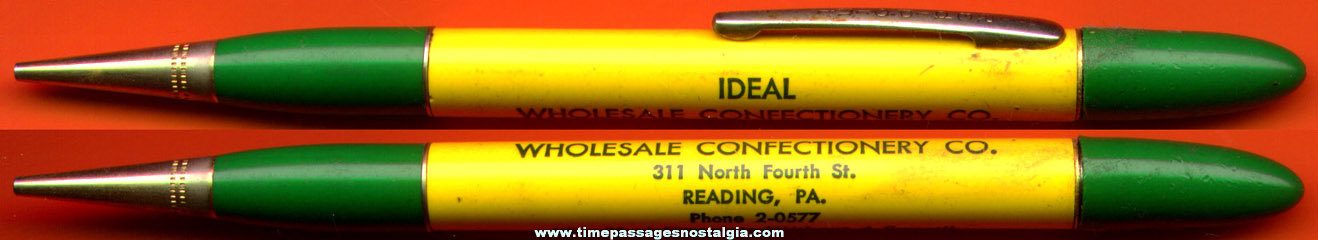 IDEAL
WHOLESALE CONFECTIONERY CO.
WHOLESALE CONFECTIONERY CO.
311 North Fourth St.
READING, PA.
Phone 2-0577
www.timepassagesnostalgia.com